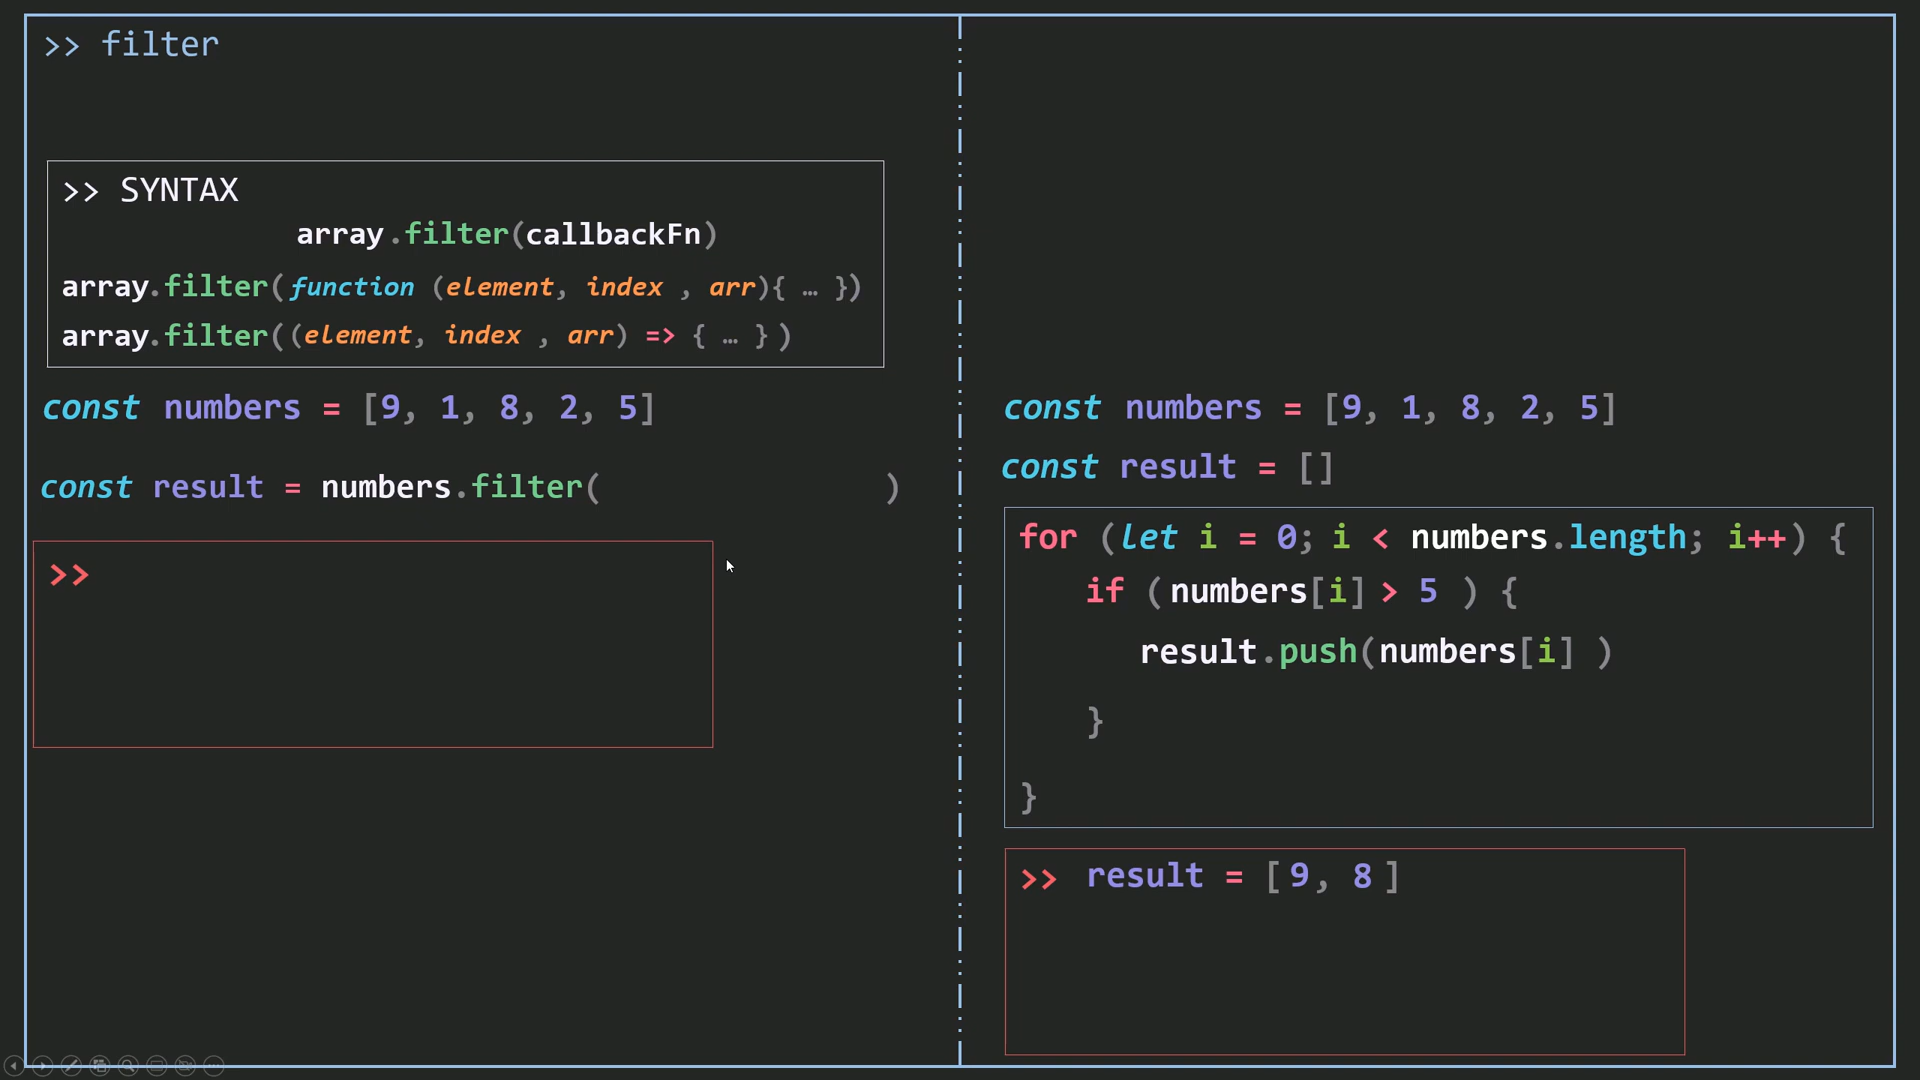 >> filter
>> SYNTAX
array.filter(callbackFn)
array.filter(function (element, index , arr){ … })
array.filter((element, index , arr) => { … } )
const numbers = [9, 1, 8, 2, 5]
const result = numbers.filter( )
>>
const numbers = [9, 1, 8, 2, 5]
const result = []
for (let i = 0; i < numbers.length; i++) {
if (numbers[i] > 5 ) {
result.push(numbers[i] )
}
}
>> result = [ 9, 8 ]